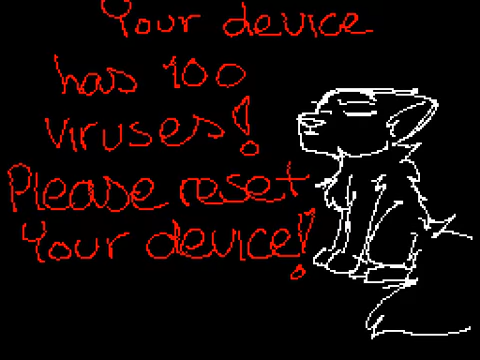 Your device
has 100
viruses!
Please reset
Your device!